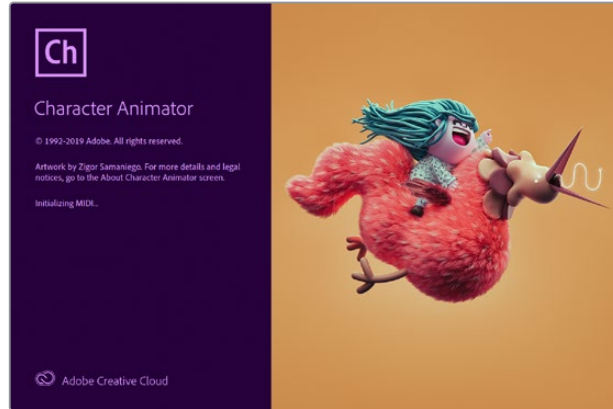 Ch
Character Animator
© 1992-2019 Adobe. All rights reserved.
Artwork by Zigor Samaniego. For more details and legal
notices, go to the About Character Animator screen.
Initializing MIDI...
Adobe Creative Cloud